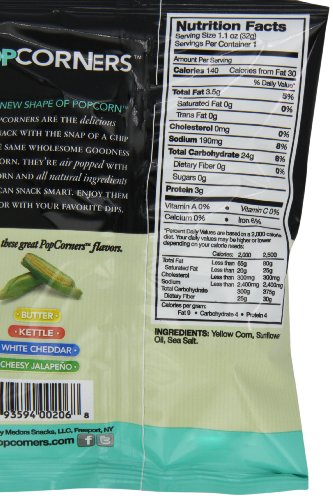 OPCORNERS™
NEW SHAPE OF POPCORN™
PCORNERS ARE THE delicious
NACK WITH THE SNAP OF A CHIP
E SAME WHOLESOME GOODNESS
ORN. THEY'RE air popped WITH
RN AND all natural ingredients
CAN SNACK SMART. ENJOY THEM
OR WITH YOUR FAVORITE DIPS.
these great PopCorners™ flavors.
BUTTER
KETTLE
WHITE CHEDDAR
CHEESY JALAPEÑO
93594 00206 8
opcorners.com
y Medora Snacks, LLC, Freeport, NY
Nutrition Facts
Serving Size 1.1 oz (32g)
Servings Per Container 1
Amount Per Serving
Calories 140 Calories from Fat 30
% Daily Value*
Total Fat 3.5g 5%
Saturated Fat 0g 0%
Trans Fat 0g
Cholesterol 0mg 0%
Sodium 190mg 8%
Total Carbohydrate 24g 8%
Dietary Fiber 0g 0%
Sugars 0g
Protein 3g
Vitamin A 0% • Vitamin C 0%
Calcium 0% • Iron 6%
*Percent Daily Values are based on a 2,000 calorie
diet. Your daily values may be higher or lower
depending on your calorie needs:
Calories: 2,000 2,500
Total Fat Less than 65g 80g
Saturated Fat Less than 20g 25g
Cholesterol Less than 300mg 300mg
Sodium Less than 2,400mg 2,400mg
Total Carbohydrate 300g 375g
Dietary Fiber 25g 30g
Calories per gram:
Fat 9 • Carbohydrate 4 • Protein 4
INGREDIENTS: Yellow Corn, Sunflower
Oil, Sea Salt.